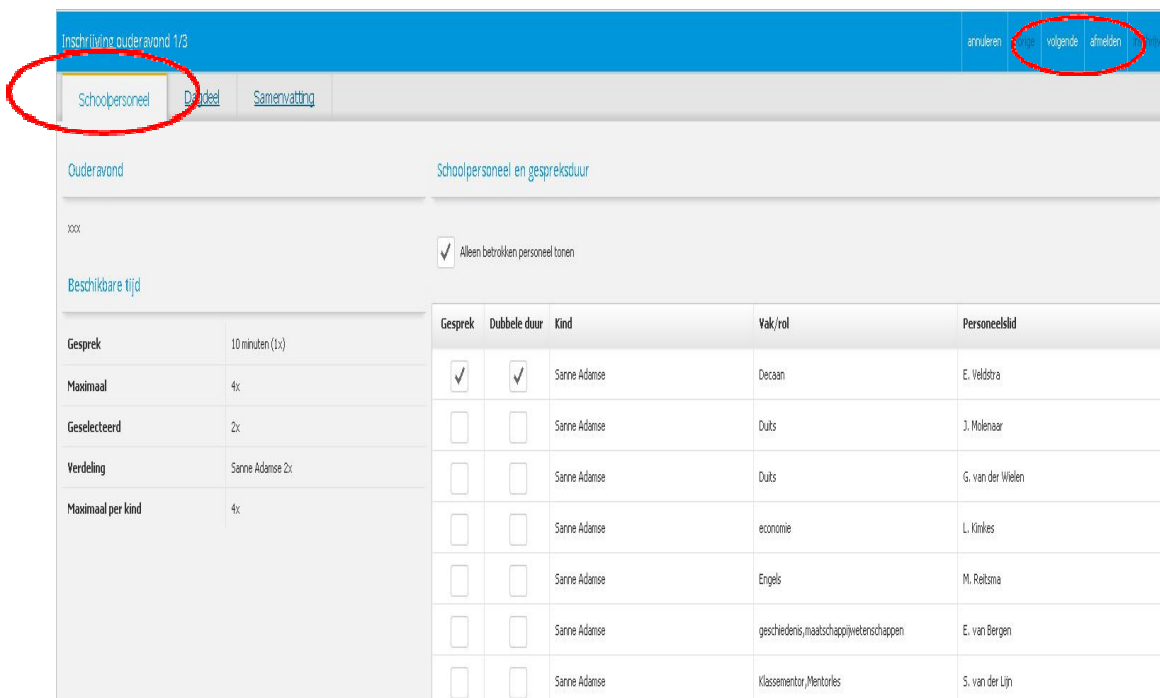 Inschrijving ouderavond 1/3
annuleren vorige volgende afmelden
Schoolpersoneel Dagdeel Samenvatting
Ouderavond
xxx
Beschikbare tijd
Gesprek 10 minuten (1x)
Maximaal 4x
Geselecteerd 2x
Verdeling Sanne Adamse 2x
Maximaal per kind 4x
Schoolpersoneel en gespreksduur
Alleen betrokken personeel tonen
Gesprek Dubbele duur Kind Vak/rol Personeelslid
Sanne Adamse Decaan E. Veldstra
Sanne Adamse Duits J. Molenaar
Sanne Adamse Duits G. van der Wielen
Sanne Adamse economie L. Kimkes
Sanne Adamse Engels M. Reitsma
Sanne Adamse geschiedenis,maatschappijwetenschappen E. van Bergen
Sanne Adamse Klassementor,Mentorles S. van der Lijn